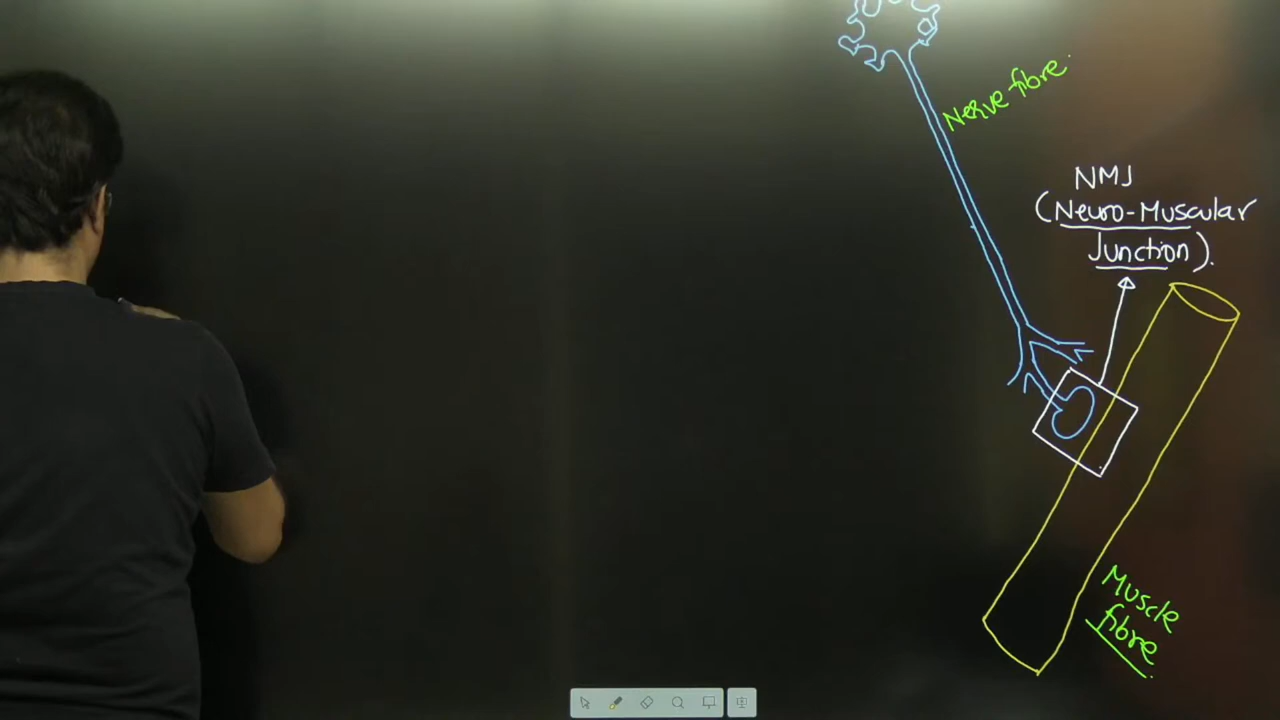 Nerve fibre.
NMJ
(Neuro-Muscular
Junction).
Muscle
fibre.